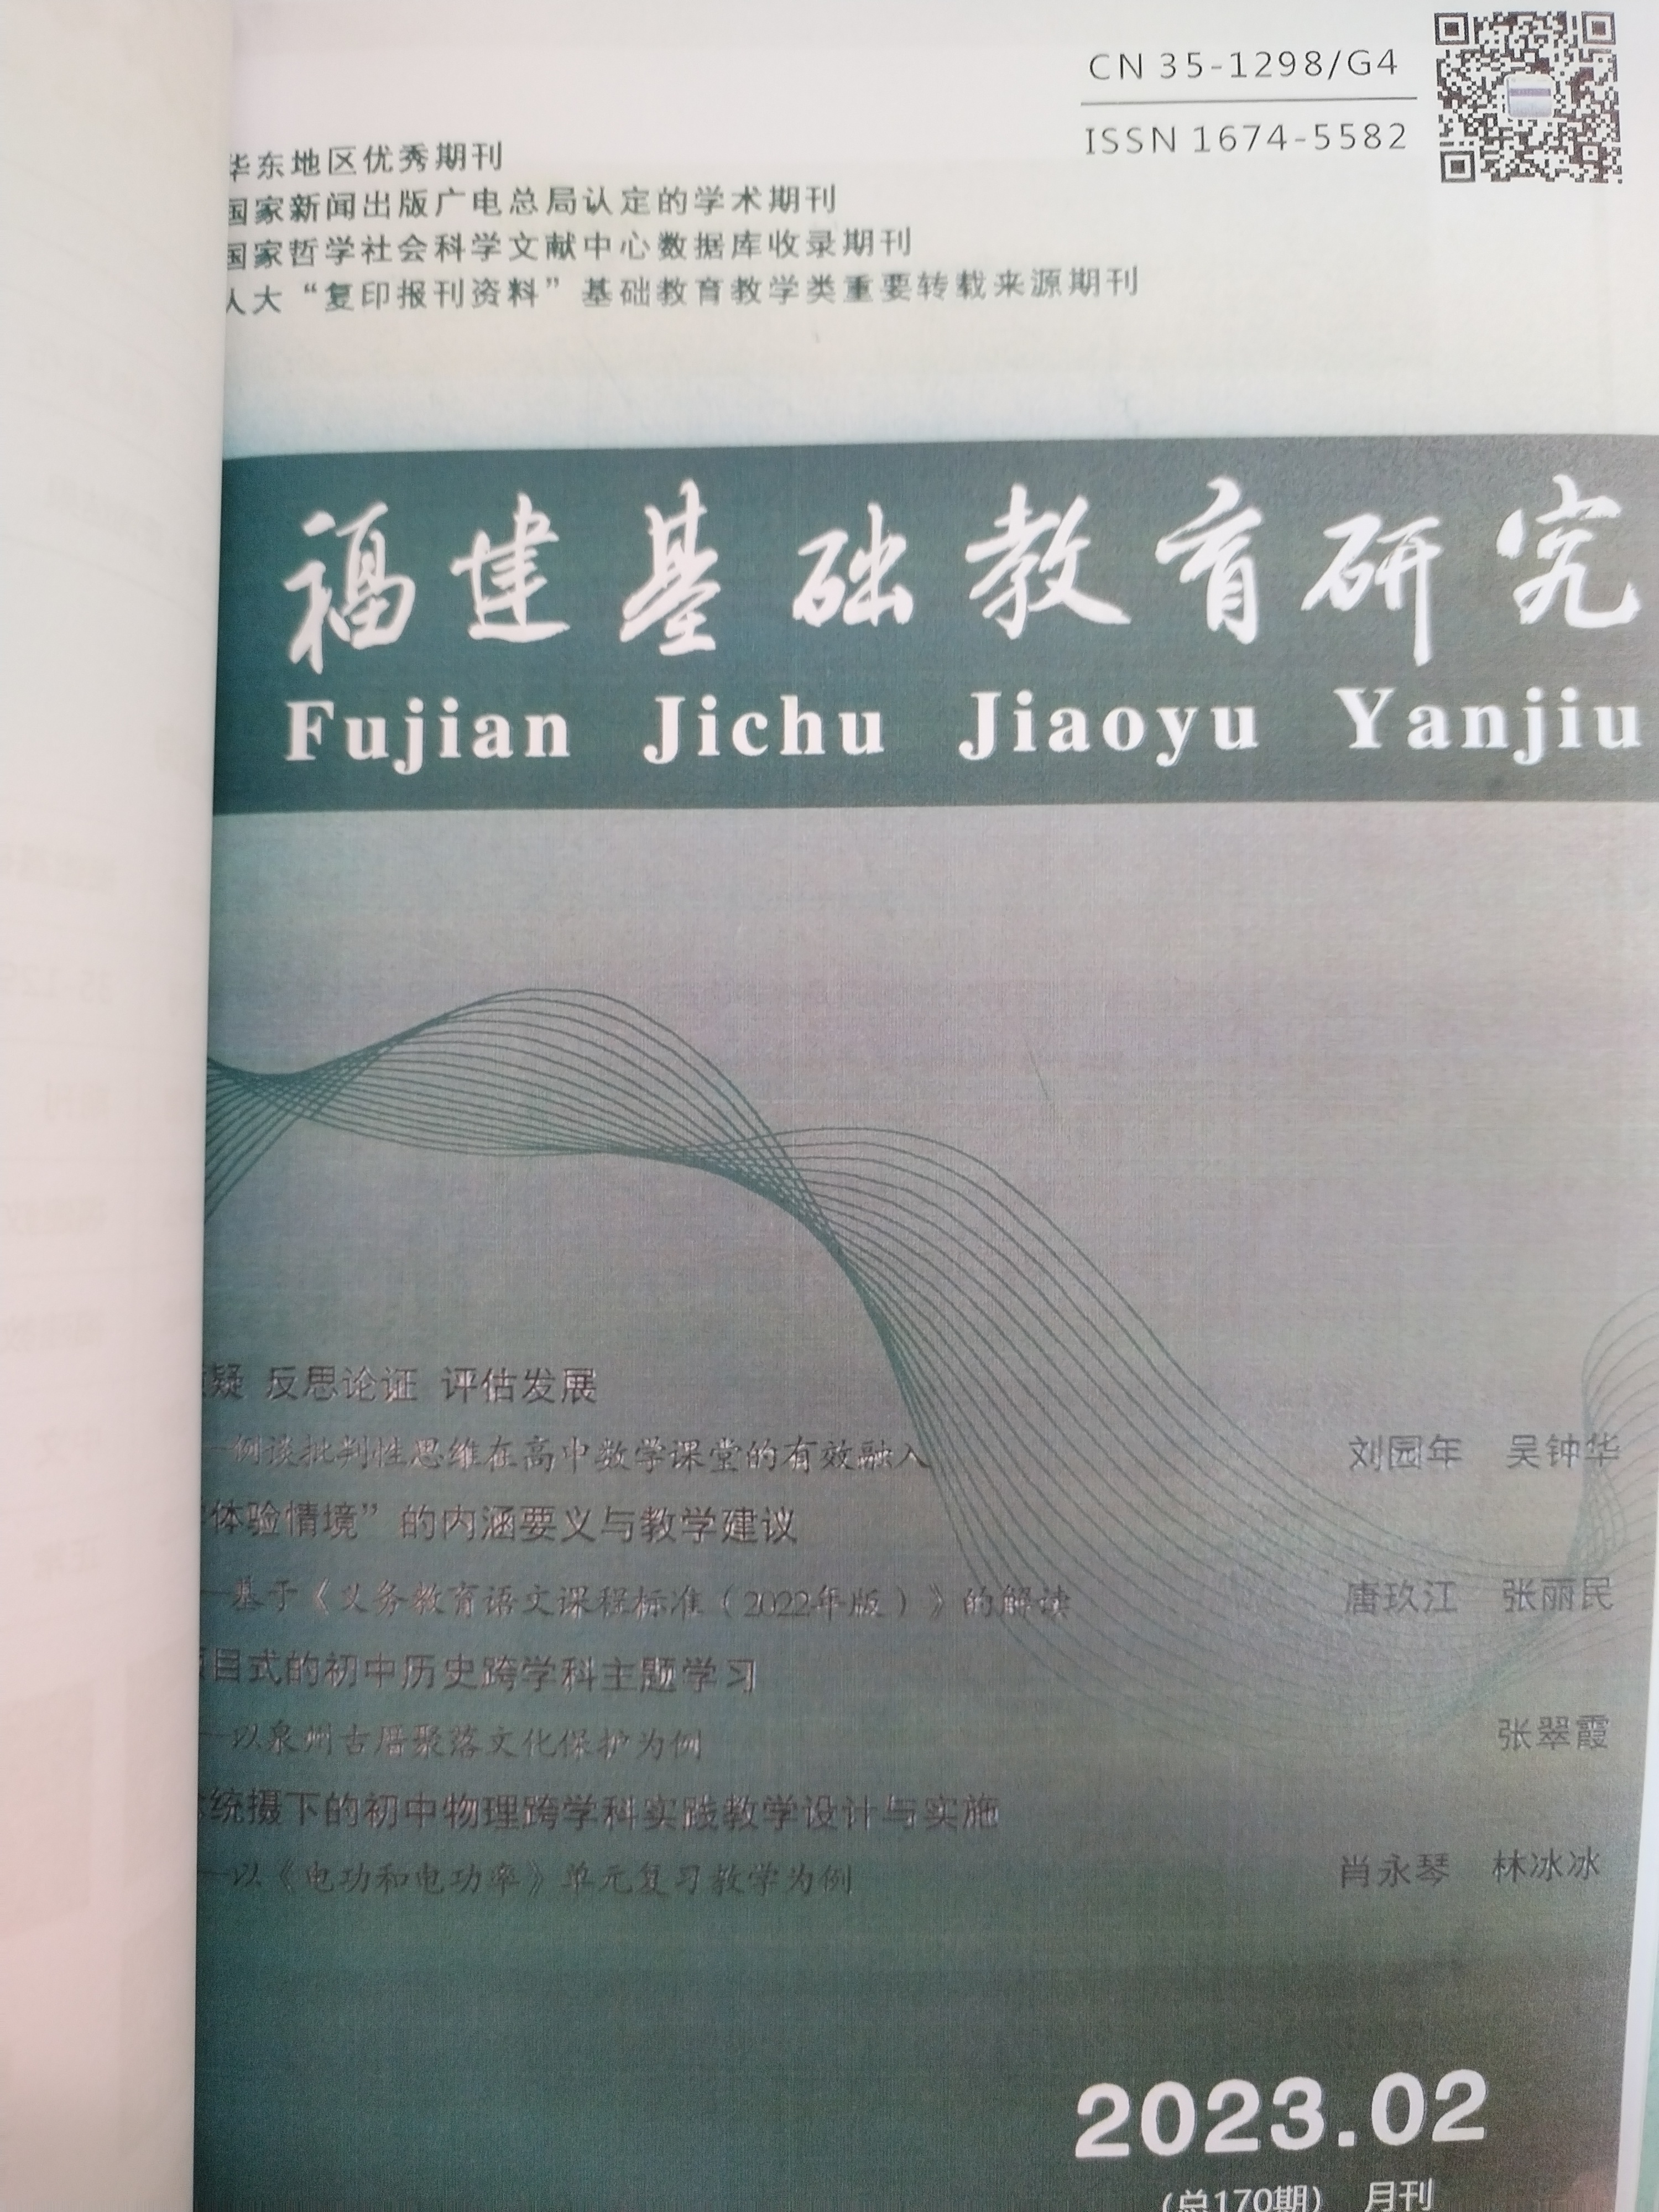 CN 35-1298/G4
ISSN 1674-5582
华东地区优秀期刊
国家新闻出版广电总局认定的学术期刊
国家哲学社会科学文献中心数据库收录期刊
人大“复印报刊资料”基础教育教学类重要转载来源期刊
福建基础教育研究
Fujian Jichu Jiaoyu Yanjiu
疑 反思论证 评估发展
—例谈批判性思维在高中数学课堂的有效融入 刘园年 吴钟华
体验情境”的内涵要义与教学建议
—基于《义务教育语文课程标准（2022年版）》的解读 唐玖江 张丽民
目式的初中历史跨学科主题学习
—以泉州古厝聚落文化保护为例 张翠霞
统摄下的初中物理跨学科实践教学设计与实施
—以《电功和电功率》单元复习教学为例 肖永琴 林冰冰
2023.02
（总170期） 月刊